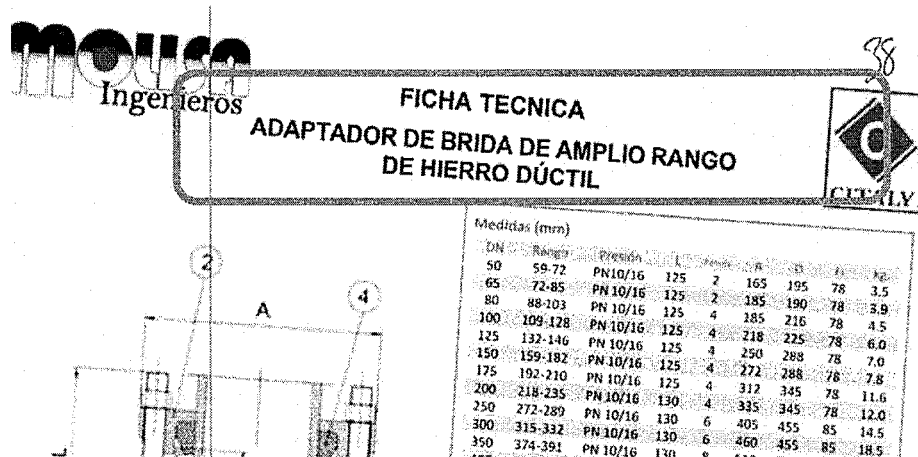 moura
Ingenieros
38
FICHA TECNICA
ADAPTADOR DE BRIDA DE AMPLIO RANGO
DE HIERRO DÚCTIL
Medidas (mm)
DN Rango Presión L A D Kg.
50 59-72 PN10/16 125 2 165 195 78 3.5
65 72-85 PN 10/16 125 2 185 190 78 3.9
80 88-103 PN 10/16 125 4 185 216 78 4.5
100 109-128 PN 10/16 125 4 218 225 78 6.0
125 132-146 PN 10/16 125 4 250 288 78 7.0
150 159-182 PN 10/16 125 4 272 288 78 7.8
175 192-210 PN 10/16 125 4 312 345 78 11.6
200 218-235 PN 10/16 130 4 335 345 78 12.0
250 272-289 PN 10/16 130 6 405 455 85 14.5
300 315-332 PN 10/16 130 6 460 455 85 18.5
350 374-391 PN 10/16 130 8
2
4
A